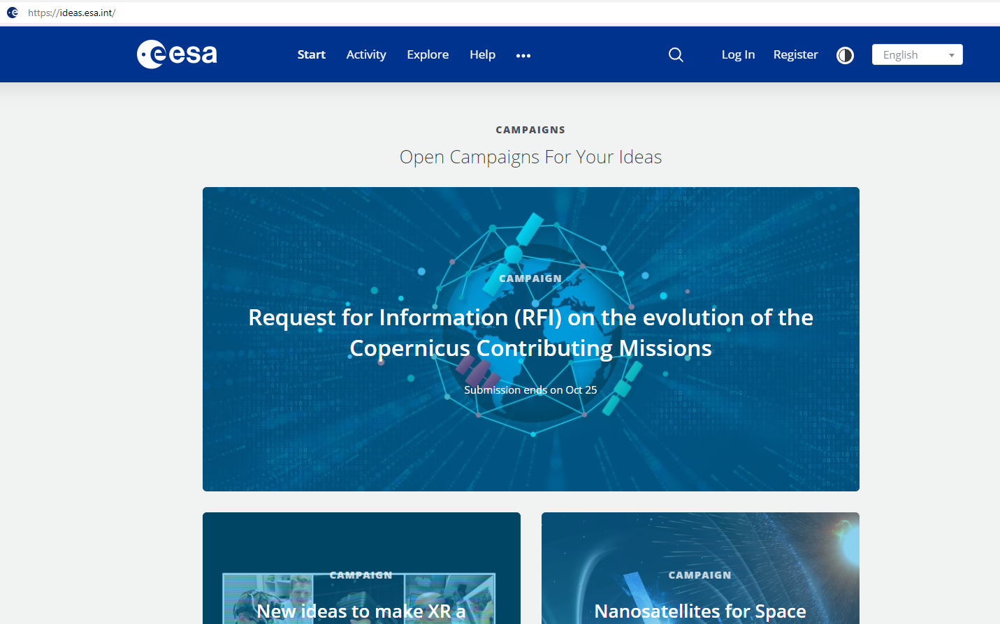 https://ideas.esa.int/
esa
Start Activity Explore Help Log In Register English
CAMPAIGNS
Open Campaigns For Your Ideas
CAMPAIGN
Request for Information (RFI) on the evolution of the
Copernicus Contributing Missions
Submission ends on Oct 25
CAMPAIGN
New ideas to make XR a
CAMPAIGN
Nanosatellites for Space